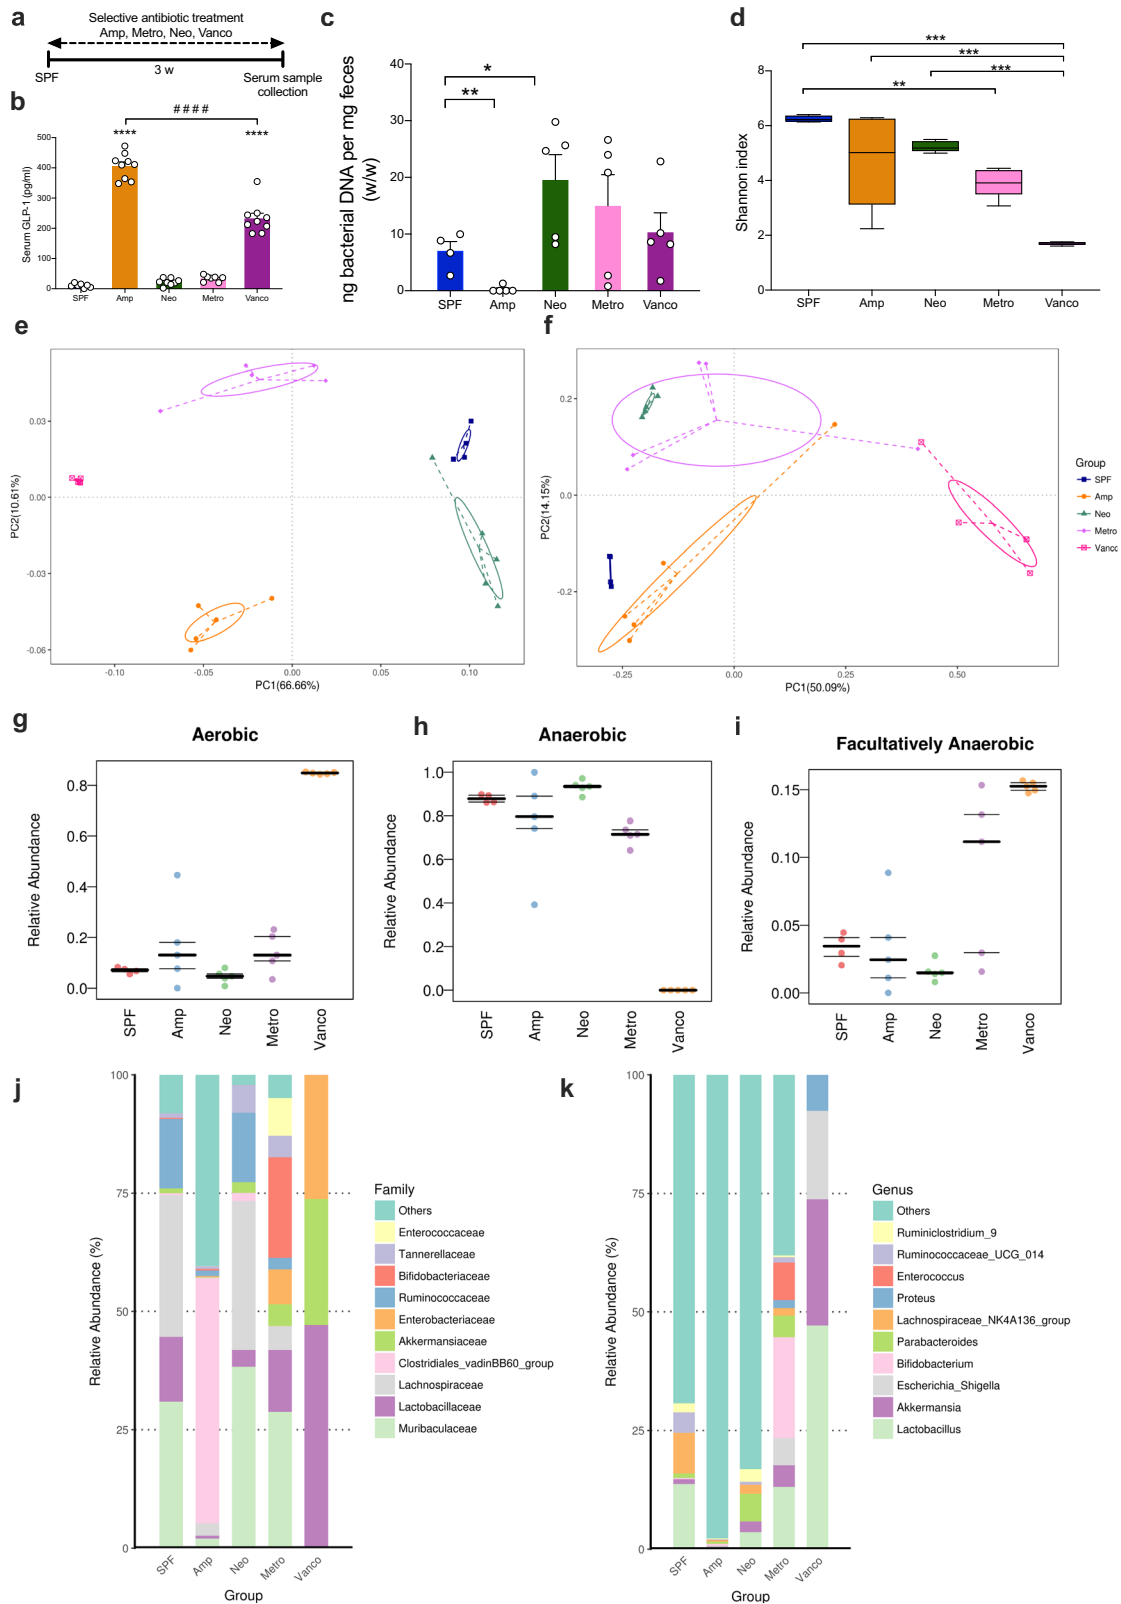 a
Selective antibiotic treatment
Amp, Metro, Neo, Vanco
SPF
3 w
Serum sample
collection
b
####
****
****
Serum GLP-1 (pg/ml)
500
400
300
200
100
0
SPF
Amp
Neo
Metro
Vanco
c
ng bacterial DNA per mg feces
(w/w)
*
**
40
30
20
10
0
SPF
Amp
Neo
Metro
Vanco
d
***
***
***
**
Shannon index
8
6
4
2
0
SPF
Amp
Neo
Metro
Vanco
e
PC2(10.61%)
0.03
0.00
-0.03
-0.06
-0.10
-0.05
0.00
0.05
0.10
PC1(66.66%)
f
PC2(14.15%)
0.2
0.0
-0.2
-0.25
0.00
0.25
0.50
PC1(50.09%)
Group
SPF
Amp
Neo
Metro
Vanco
g
Aerobic
Relative Abundance
0.8
0.6
0.4
0.2
0.0
SPF
Amp
Neo
Metro
Vanco
h
Anaerobic
Relative Abundance
1.0
0.8
0.6
0.4
0.2
0.0
SPF
Amp
Neo
Metro
Vanco
i
Facultatively Anaerobic
Relative Abundance
0.15
0.10
0.05
0.00
SPF
Amp
Neo
Metro
Vanco
j
Relative Abundance (%)
100
75
50
25
0
SPF
Amp
Neo
Metro
Vanco
Group
Family
Others
Enterococcaceae
Tannerellaceae
Bifidobacteriaceae
Ruminococcaceae
Enterobacteriaceae
Akkermansiaceae
Clostridiales_vadinBB60_group
Lachnospiraceae
Lactobacillaceae
Muribaculaceae
k
Relative Abundance (%)
100
75
50
25
0
SPF
Amp
Neo
Metro
Vanco
Group
Genus
Others
Ruminiclostridium_9
Ruminococcaceae_UCG_014
Enterococcus
Proteus
Lachnospiraceae_NK4A136_group
Parabacteroides
Bifidobacterium
Escherichia_Shigella
Akkermansia
Lactobacillus